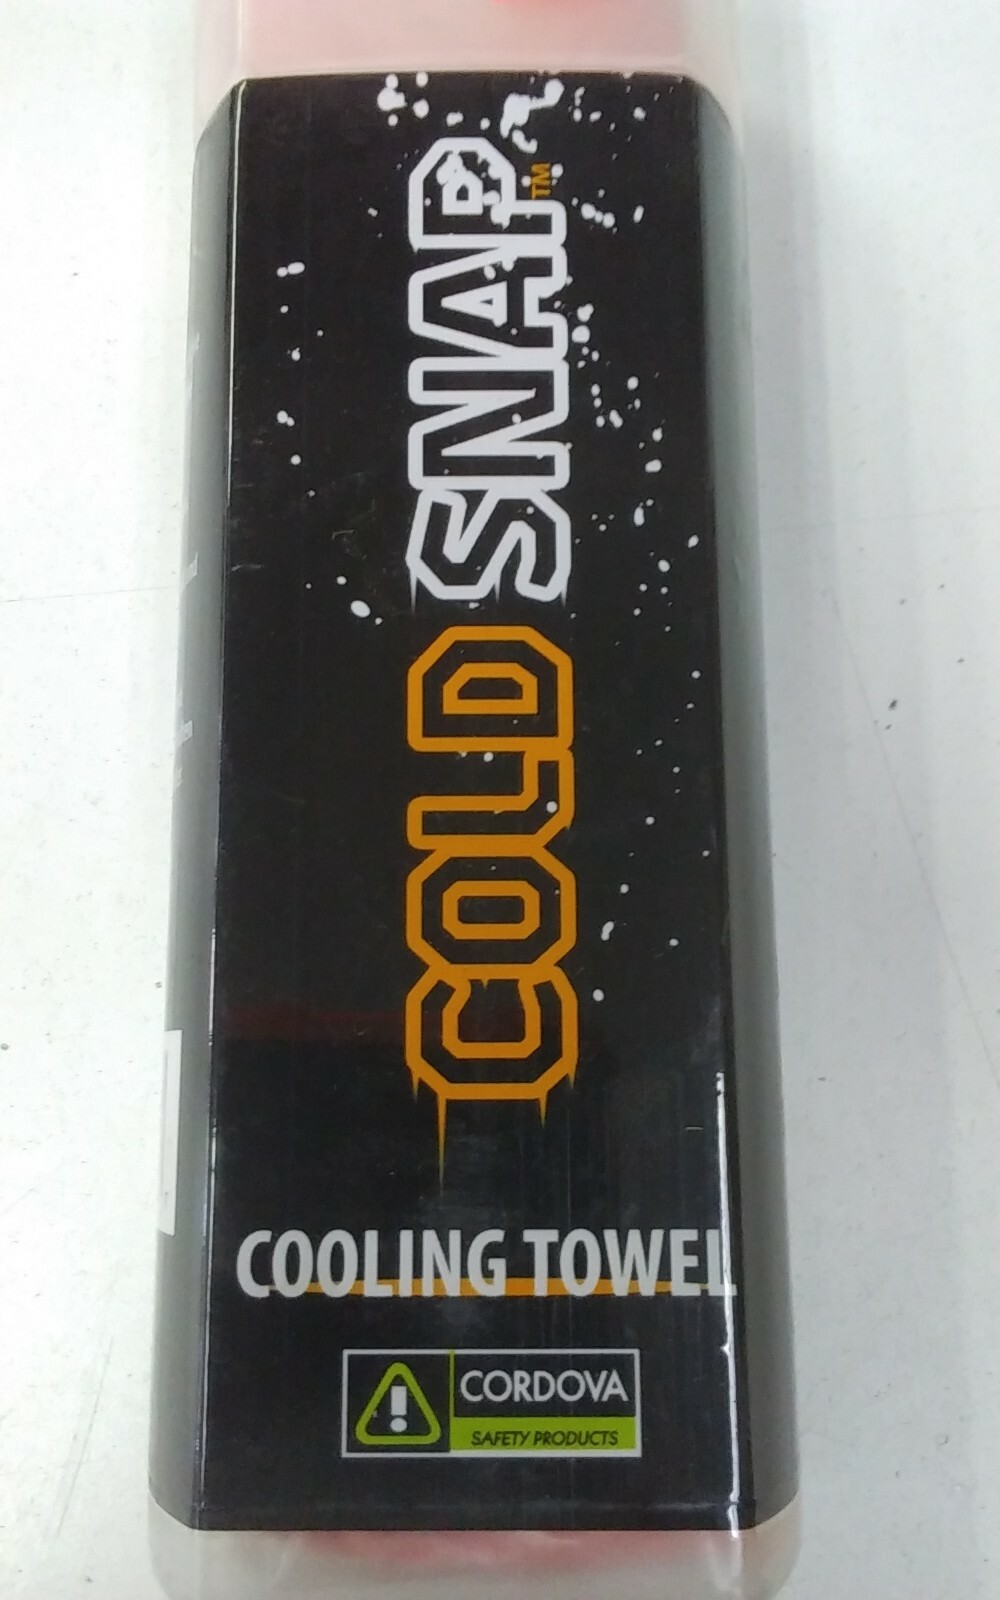 COLD SNAP™
COOLING TOWEL
CORDOVA
SAFETY PRODUCTS